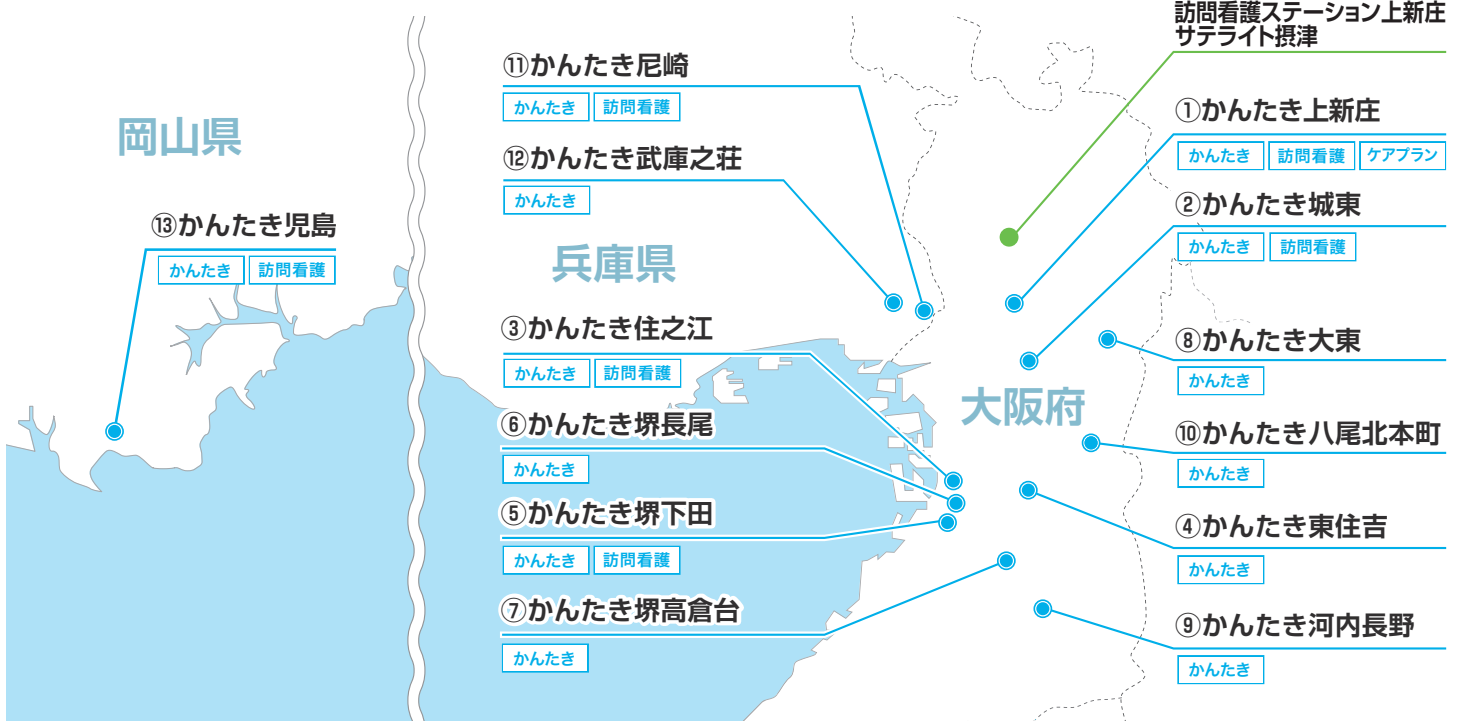 岡山県
⑬かんたき児島
かんたき 訪問看護
⑪かんたき尼崎
かんたき 訪問看護
⑫かんたき武庫之荘
かんたき
兵庫県
③かんたき住之江
かんたき 訪問看護
⑥かんたき堺長尾
かんたき
⑤かんたき堺下田
かんたき 訪問看護
⑦かんたき堺高倉台
かんたき
大阪府
訪問看護ステーション上新庄
サテライト摂津
①かんたき上新庄
かんたき 訪問看護 ケアプラン
②かんたき城東
かんたき 訪問看護
⑧かんたき大東
かんたき
⑩かんたき八尾北本町
かんたき
④かんたき東住吉
かんたき
⑨かんたき河内長野
かんたき